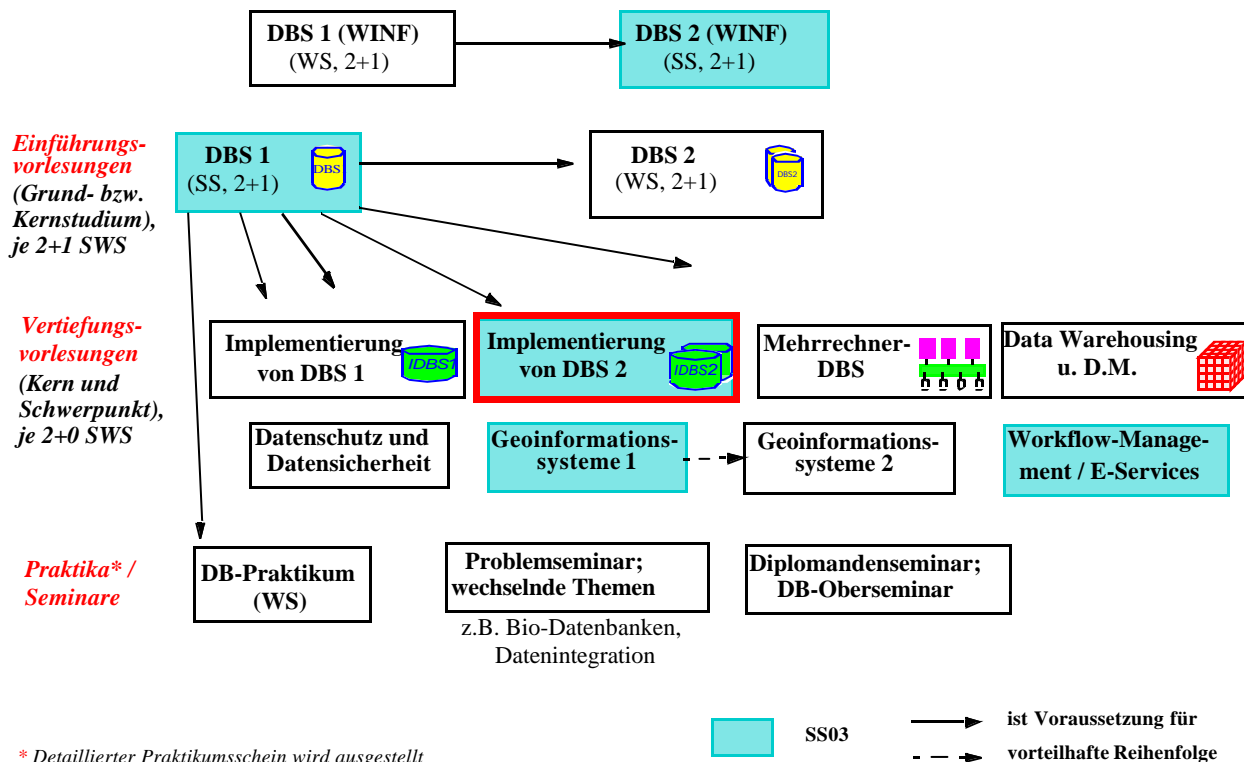 DBS 1 (WINF)
(WS, 2+1)
DBS 2 (WINF)
(SS, 2+1)
Einführungs-
vorlesungen
(Grund- bzw.
Kernstudium),
je 2+1 SWS
DBS 1
(SS, 2+1)
DBS
DBS 2
(WS, 2+1)
DBS2
Vertiefungs-
vorlesungen
(Kern und
Schwerpunkt),
je 2+0 SWS
Implementierung
von DBS 1
IDBS1
Implementierung
von DBS 2
IDBS2
Mehrrechner-
DBS
Data Warehousing
u. D.M.
Datenschutz und
Datensicherheit
Geoinformations-
systeme 1
Geoinformations-
systeme 2
Workflow-Manage-
ment / E-Services
Praktika* /
Seminare
DB-Praktikum
(WS)
Problemseminar;
wechselnde Themen
z.B. Bio-Datenbanken,
Datenintegration
Diplomandenseminar;
DB-Oberseminar
SS03
ist Voraussetzung für
vorteilhafte Reihenfolge
* Detaillierter Praktikumsschein wird ausgestellt